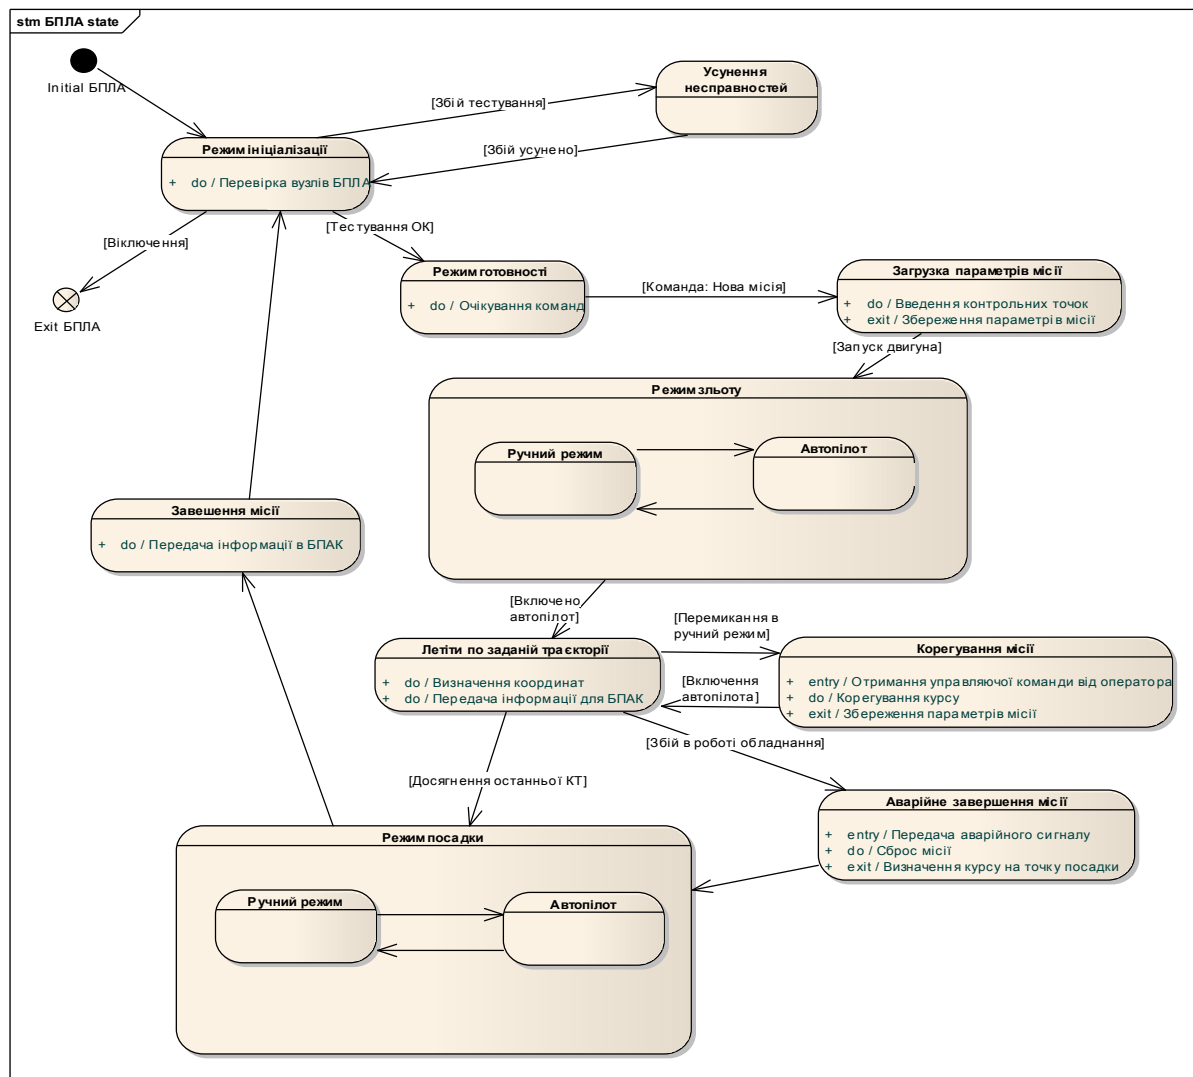 stm БПЛА state
Initial БПЛА
Усунення
несправностей
[Збій тестування]
Режим ініціалізації
[Збій усунено]
+ do / Перевірка вузлів БПЛА
[Тестування ОК]
[Віключення]
Режим готовності
Загрузка параметрів місії
[Команда: Нова місія]
+ do / Очікування команд
+ do / Введення контрольних точок
+ exit / Збереження параметрів місії
Exit БПЛА
[Запуск двигуна]
Режим зльоту
Ручний режим
Автопілот
Завешення місії
+ do / Передача інформації в БПАК
[Включено
автопілот]
[Перемикання в
ручний режим]
Летіти по заданій траєкторії
+ do / Визначення координат
+ do / Передача інформації для БПАК
[Включення
автопілота]
Корегування місії
+ entry / Отримання управляючої команди від оператора
+ do / Корегування курсу
+ exit / Збереження параметрів місії
[Збій в роботі обладнання]
[Досягнення останньої КТ]
Аварійне завершення місії
+ entry / Передача аварійного сигналу
+ do / Сброс місії
+ exit / Визначення курсу на точку посадки
Режим посадки
Ручний режим
Автопілот